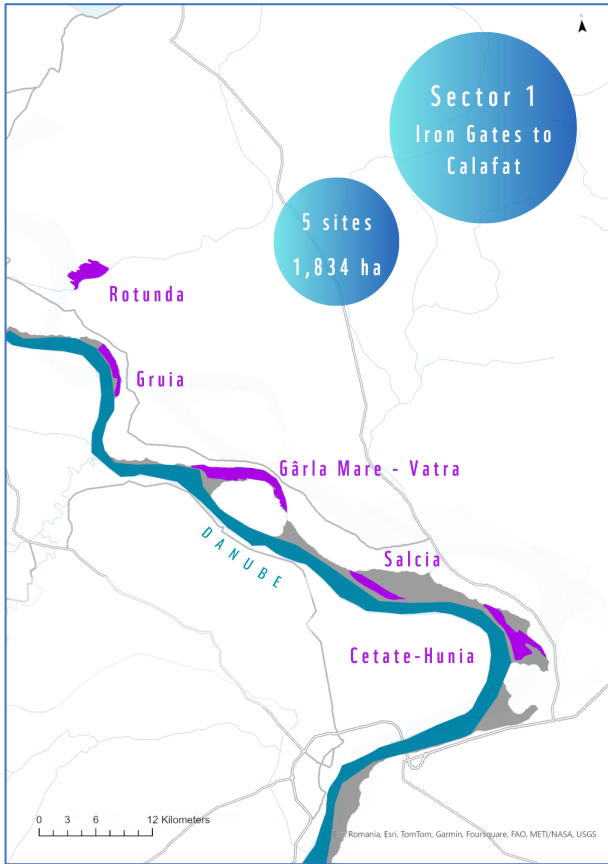 N
Sector 1
Iron Gates to
Calafat
5 sites
1,834 ha
Rotunda
Gruia
Gârla Mare - Vatra
DANUBE
Salcia
Cetate-Hunia
0 3 6 12 Kilometers
Romania, Esri, TomTom, Garmin, Foursquare, FAO, METI/NASA, USGS